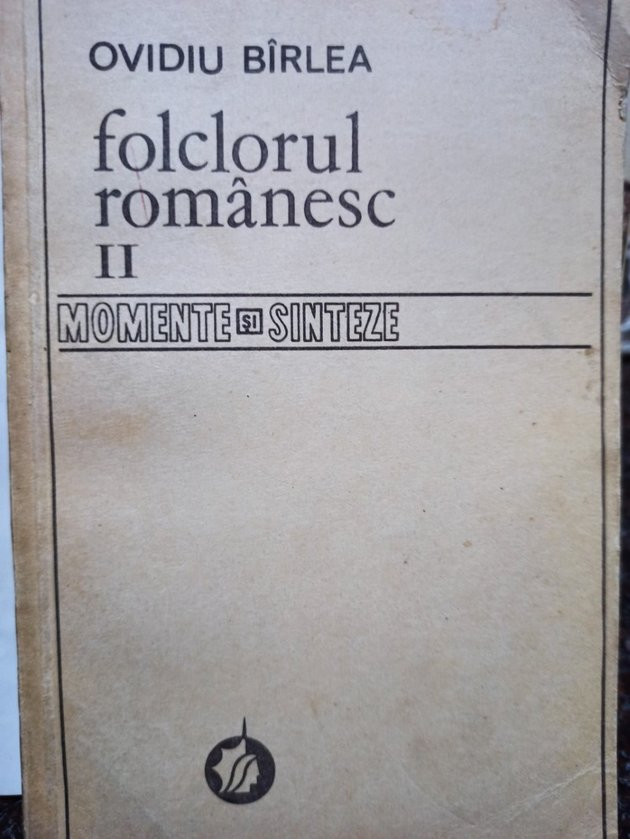 OVIDIU BÎRLEA
folclorul
românesc
II
MOMENTE ȘI SINTEZE